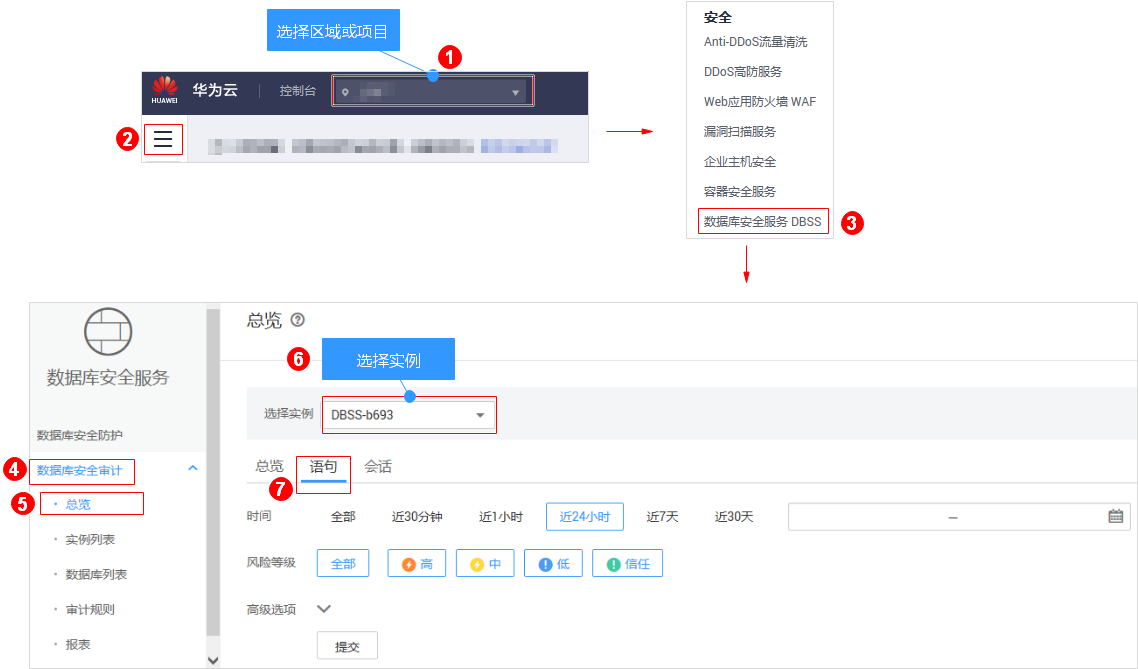 选择区域或项目
1
HUAWEI
华为云
控制台
2
安全
Anti-DDoS流量清洗
DDoS高防服务
Web应用防火墙 WAF
漏洞扫描服务
企业主机安全
容器安全服务
数据库安全服务 DBSS
3
数据库安全服务
数据库安全防护
4
数据库安全审计
5
· 总览
· 实例列表
· 数据库列表
· 审计规则
· 报表
总览 ?
6
选择实例
选择实例 DBSS-b693
总览 语句 会话
7
时间 全部 近30分钟 近1小时 近24小时 近7天 近30天 –
风险等级 全部 高 中 低 信任
高级选项
提交